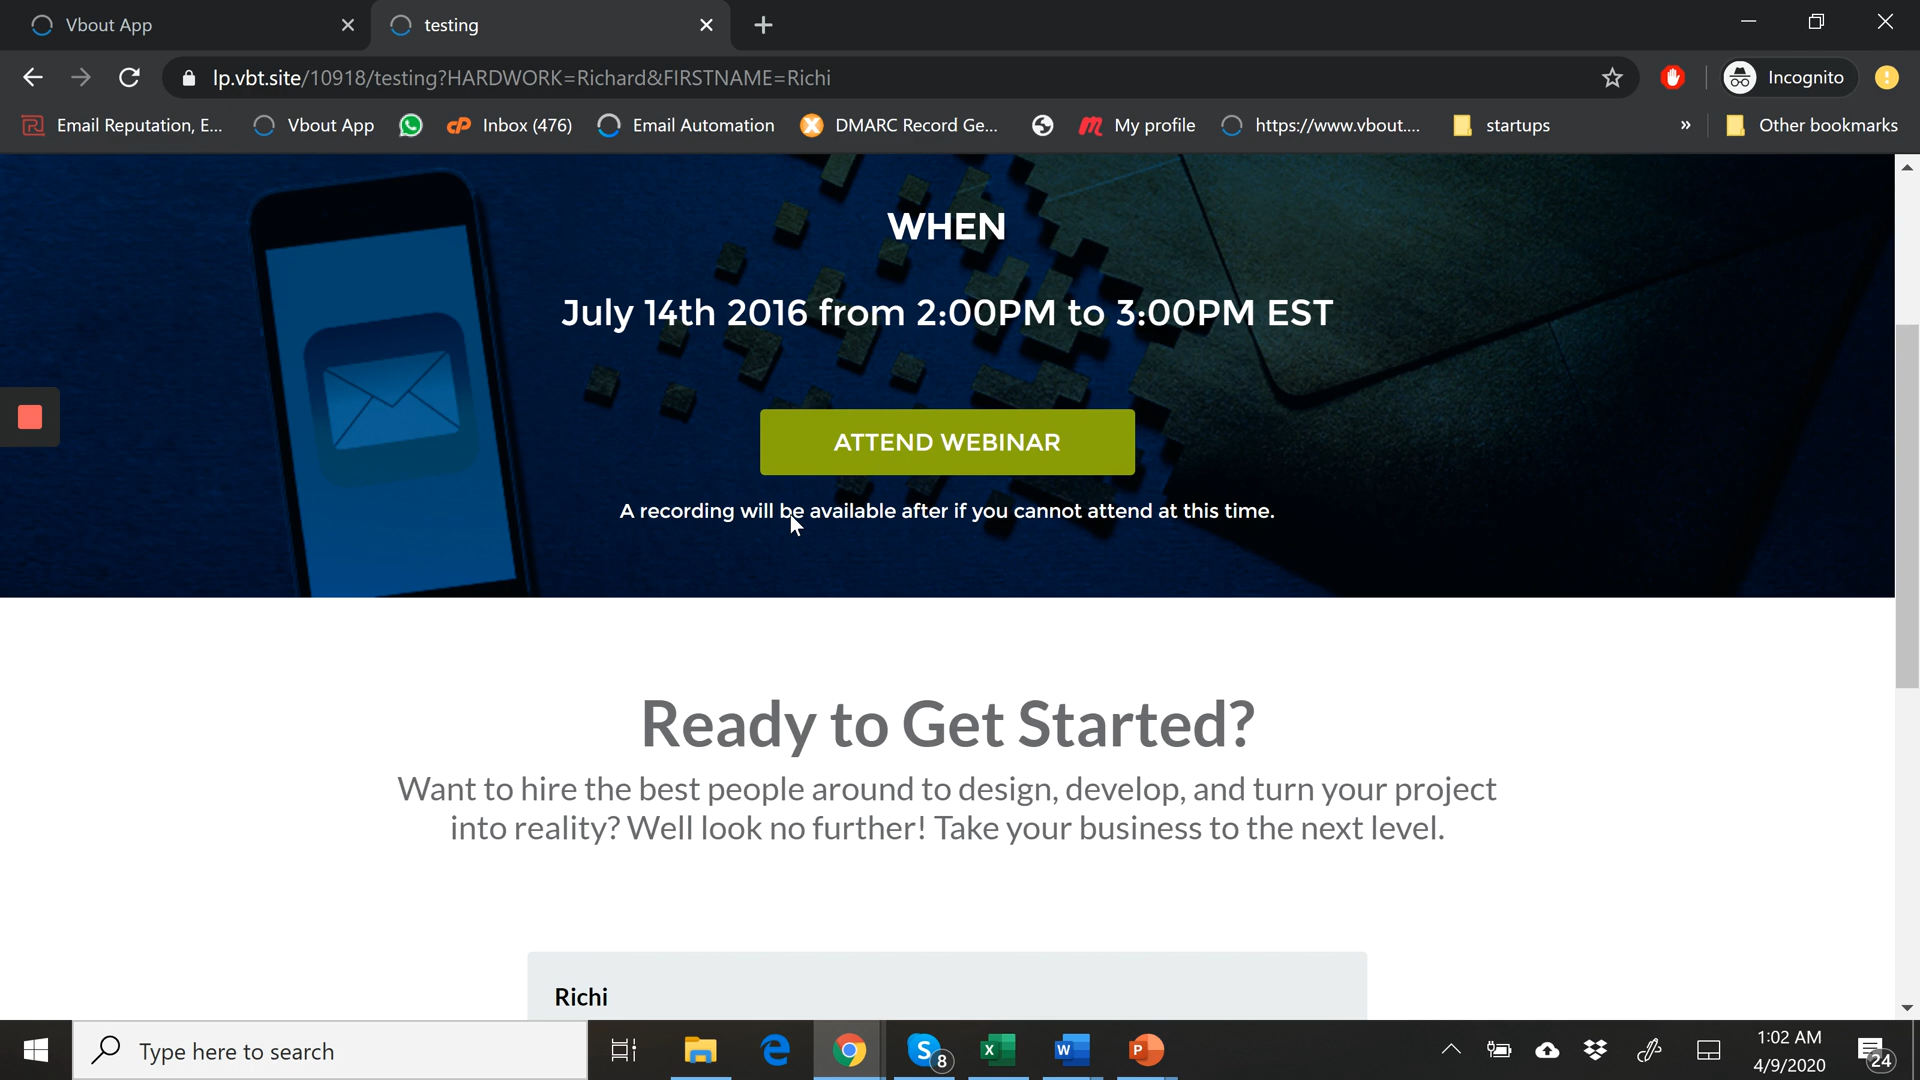 Vbout App
testing
lp.vbt.site/10918/testing?HARDWORK=Richard&FIRSTNAME=Richi
Incognito
Email Reputation, E...
Vbout App
Inbox (476)
Email Automation
DMARC Record Ge...
My profile
https://www.vbout....
startups
»
Other bookmarks
WHEN
July 14th 2016 from 2:00PM to 3:00PM EST
ATTEND WEBINAR
A recording will be available after if you cannot attend at this time.
Ready to Get Started?
Want to hire the best people around to design, develop, and turn your project
into reality? Well look no further! Take your business to the next level.
Richi
Type here to search
8
1:02 AM
4/9/2020
24